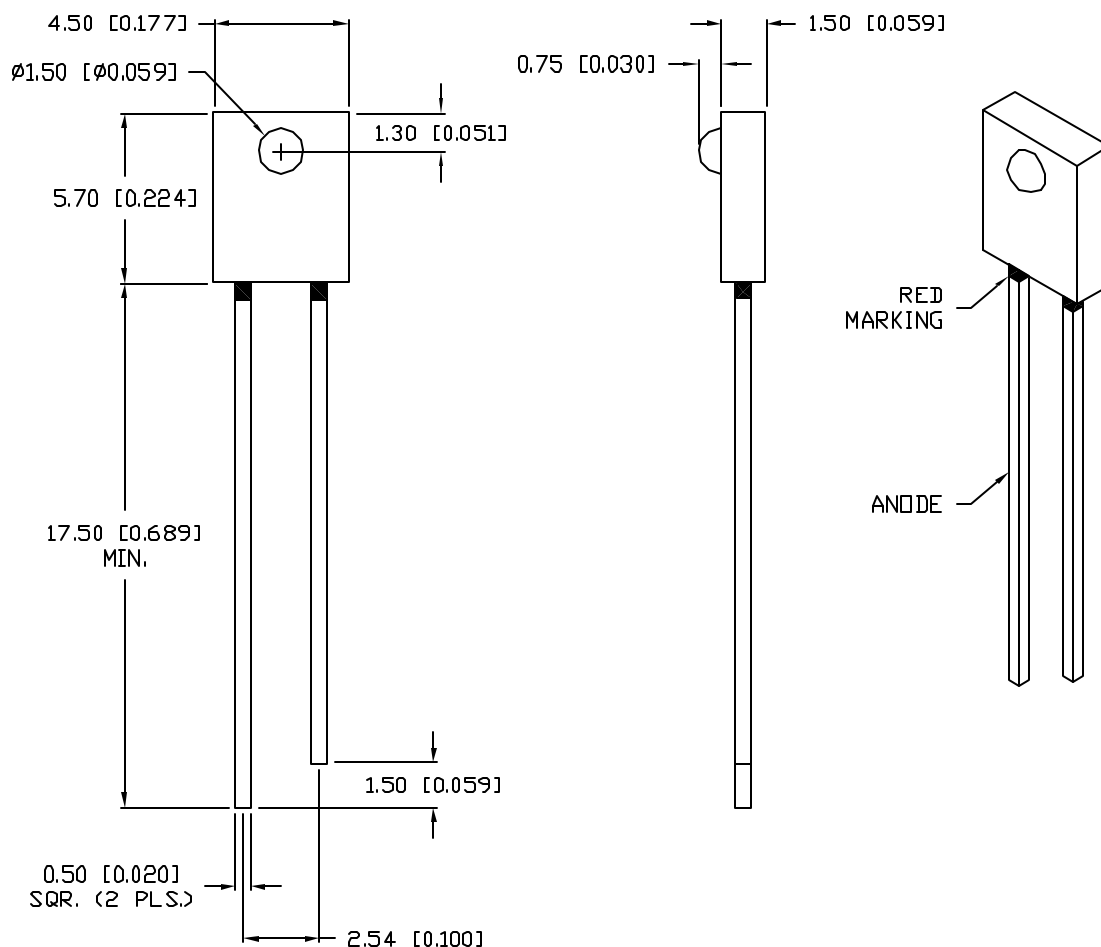 4.50 [0.177]
1.50 [0.059]
0.75 [0.030]
ø1.50 [ø0.059]
1.30 [0.051]
5.70 [0.224]
RED
MARKING
ANODE
17.50 [0.689]
MIN.
1.50 [0.059]
0.50 [0.020]
SQR. (2 PLS.)
2.54 [0.100]